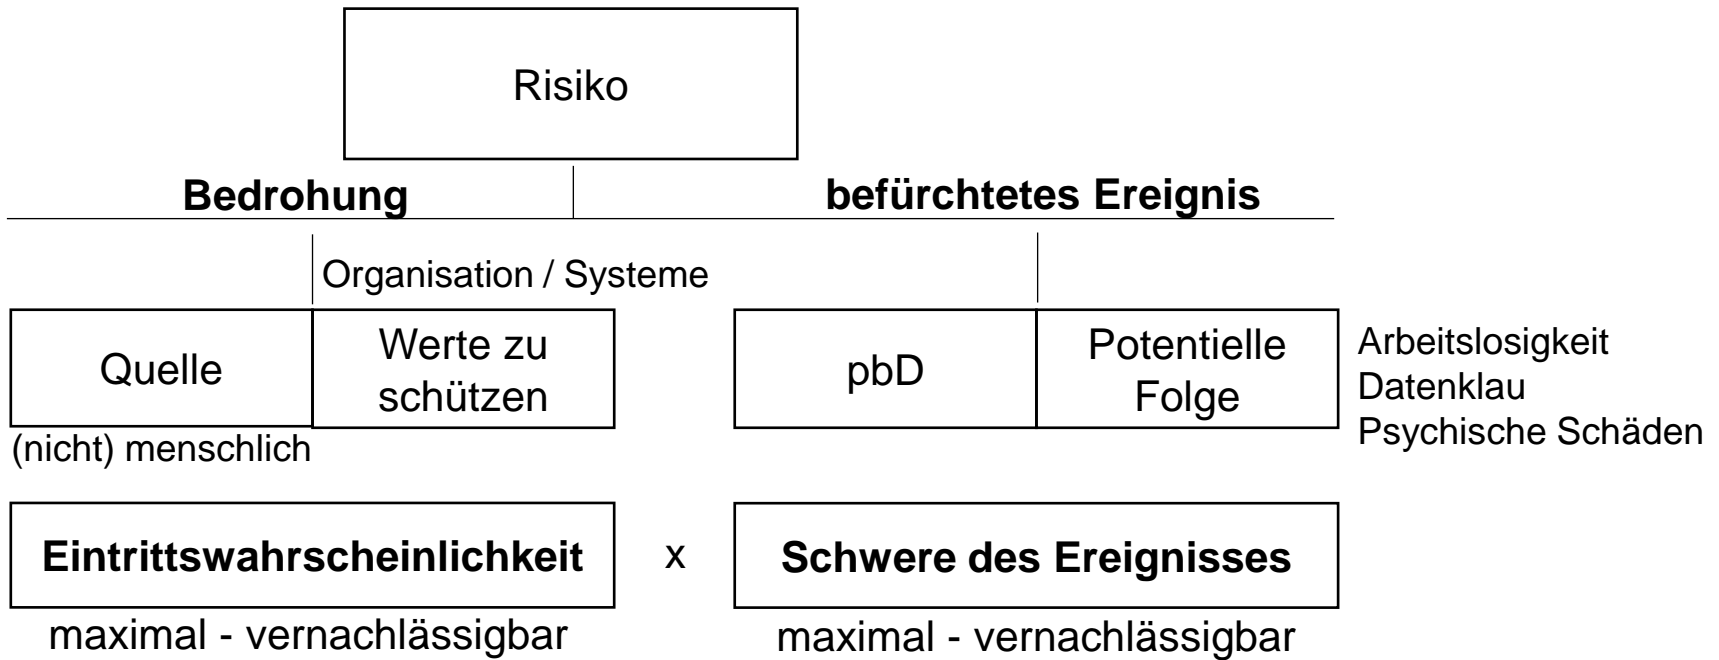 Risiko
Bedrohung
befürchtetes Ereignis
Organisation / Systeme
Quelle
Werte zu
schützen
(nicht) menschlich
pbD
Potentielle
Folge
Arbeitslosigkeit
Datenklau
Psychische Schäden
Eintrittswahrscheinlichkeit
x
Schwere des Ereignisses
maximal - vernachlässigbar
maximal - vernachlässigbar